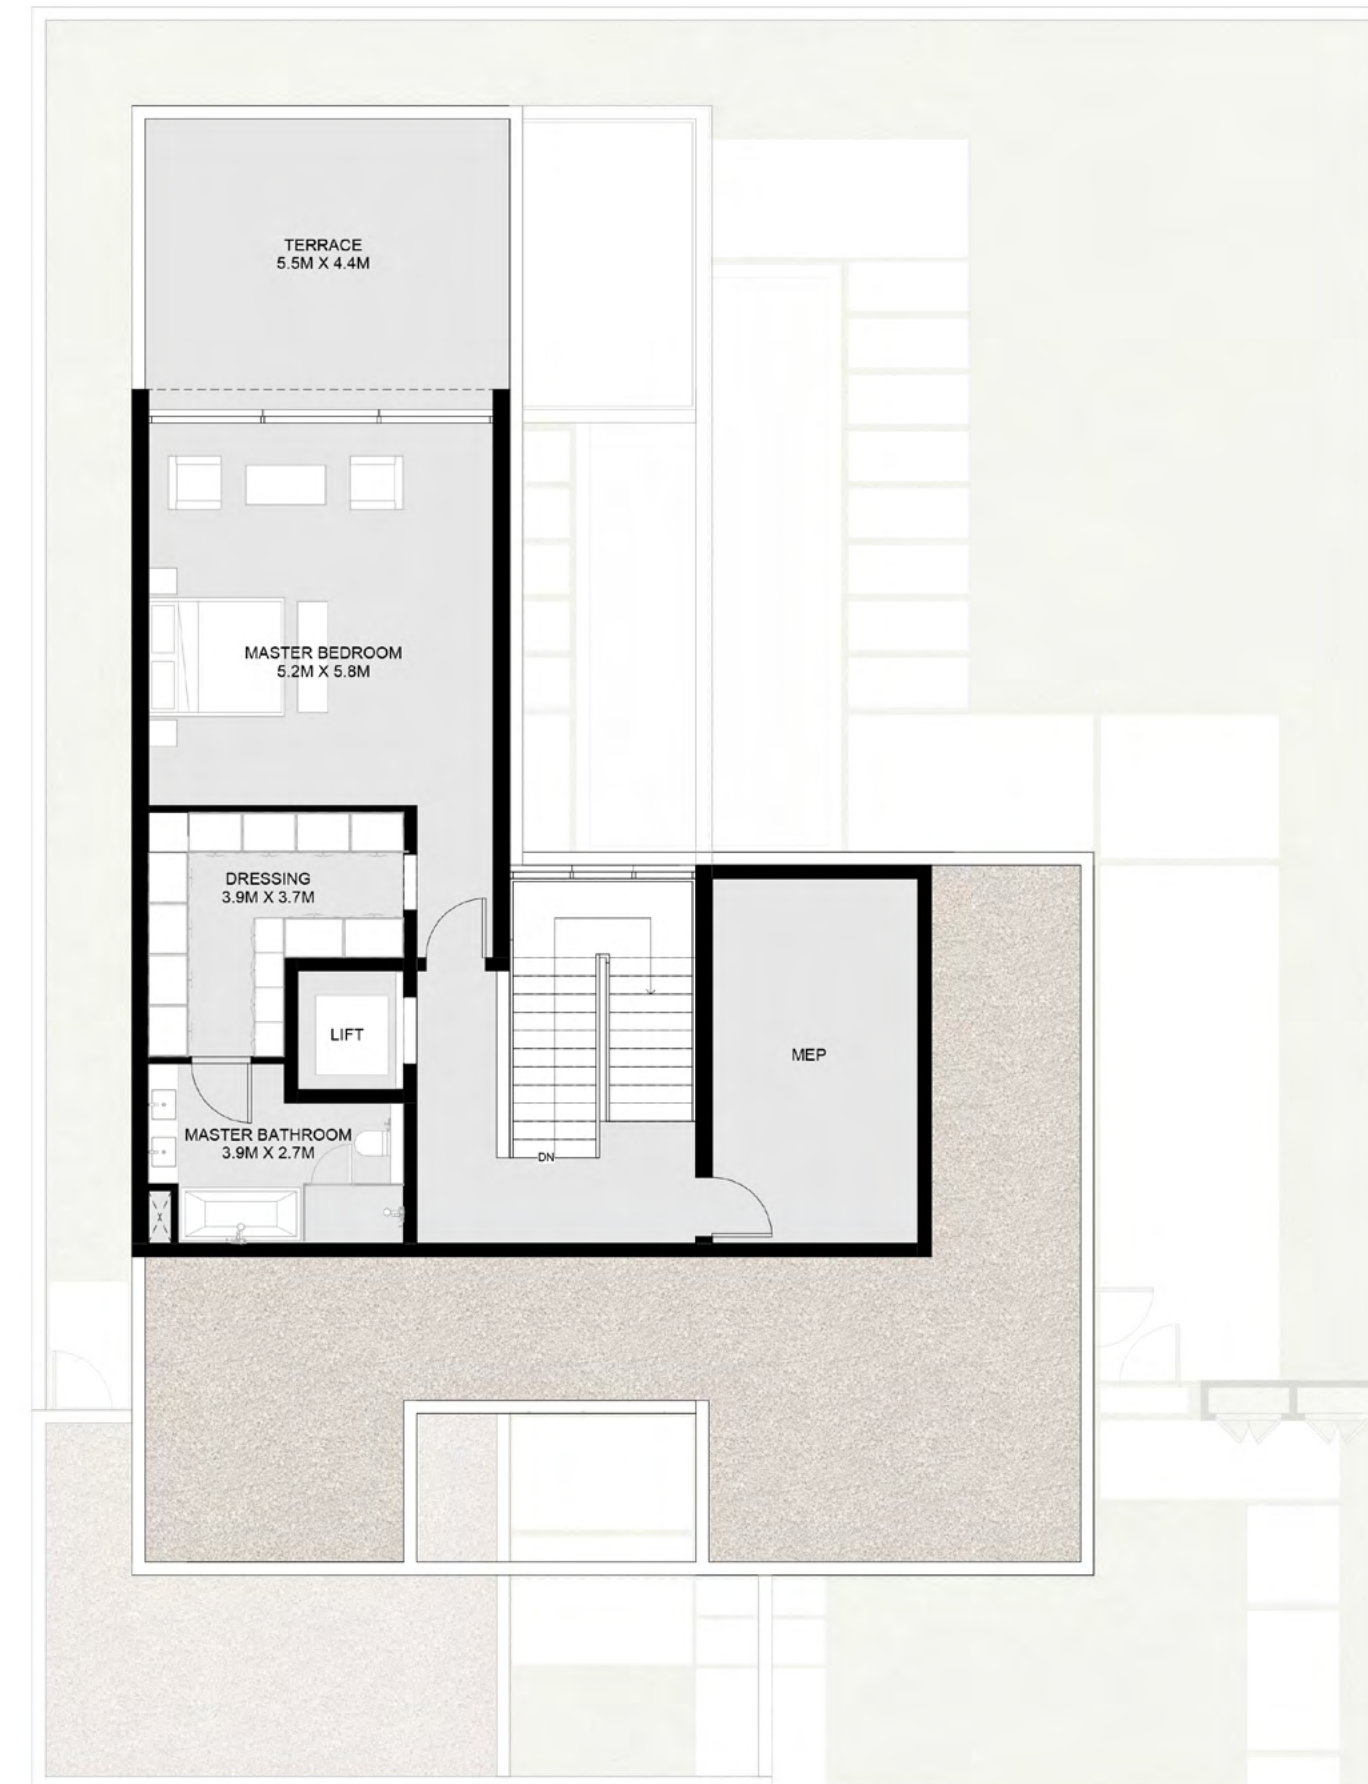 TERRACE
5.5M X 4.4M
MASTER BEDROOM
5.2M X 5.8M
DRESSING
3.9M X 3.7M
LIFT
MEP
MASTER BATHROOM
3.9M X 2.7M
DN